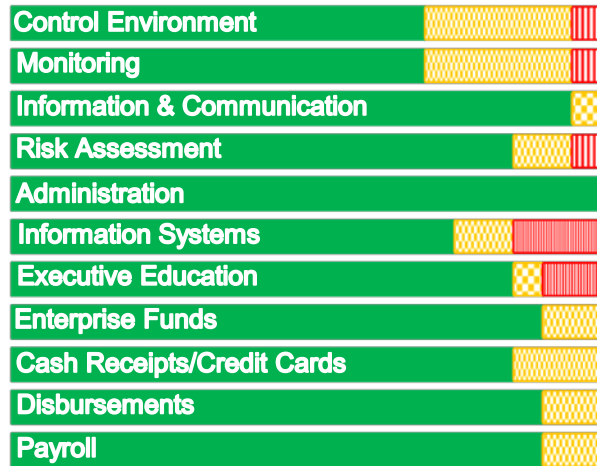 Control Environment
Monitoring
Information & Communication
Risk Assessment
Administration
Information Systems
Executive Education
Enterprise Funds
Cash Receipts/Credit Cards
Disbursements
Payroll